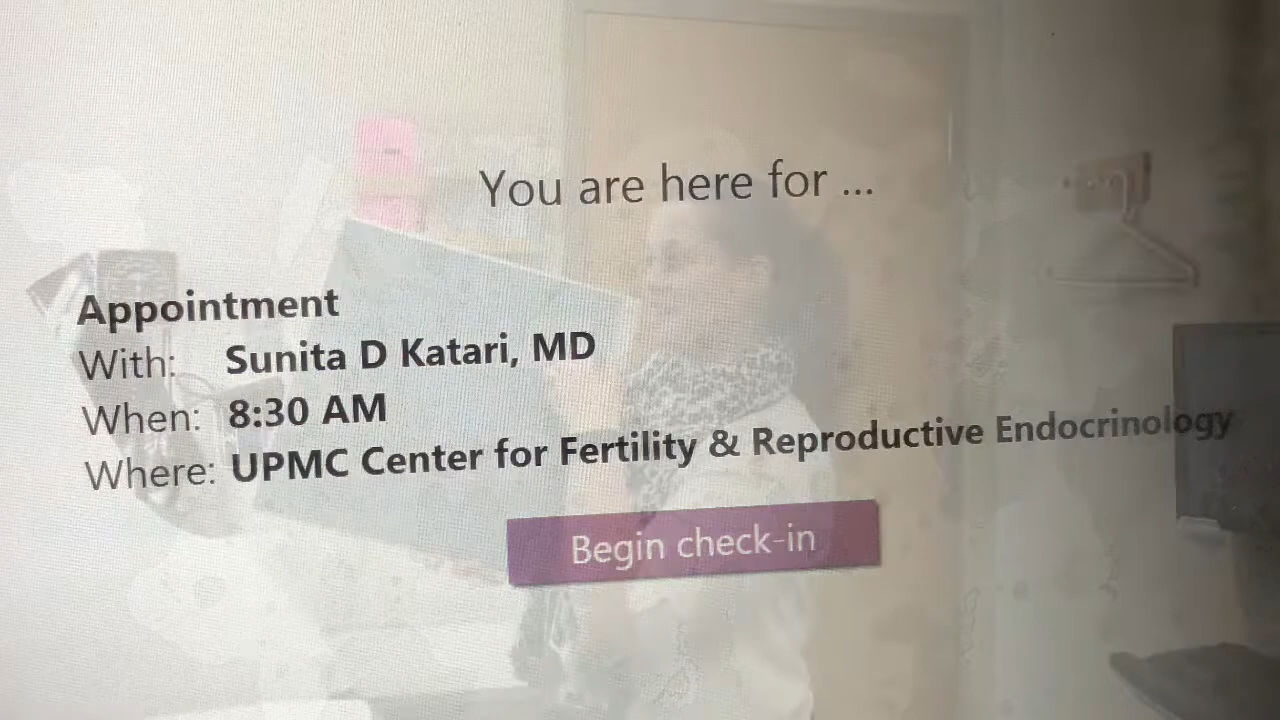 You are here for ...
Appointment
With: Sunita D Katari, MD
When: 8:30 AM
Where: UPMC Center for Fertility & Reproductive Endocrinology
Begin check-in